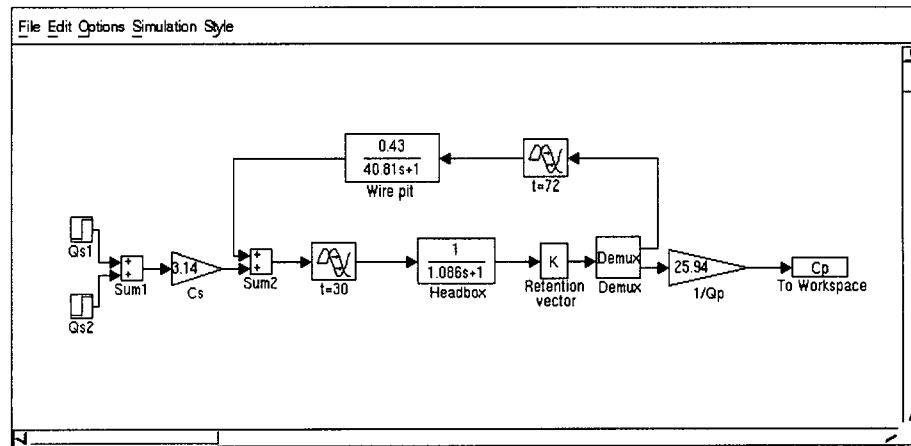 File Edit Options Simulation Style
0.43
40.81s+1
Wire pit
t=72
Qs1
+
+
Sum1
3.14
Cs
+
+
Sum2
t=30
1
1.086s+1
Headbox
K
Retention
vector
Demux
Demux
25.94
1/Qp
Cp
To Workspace
Qs2